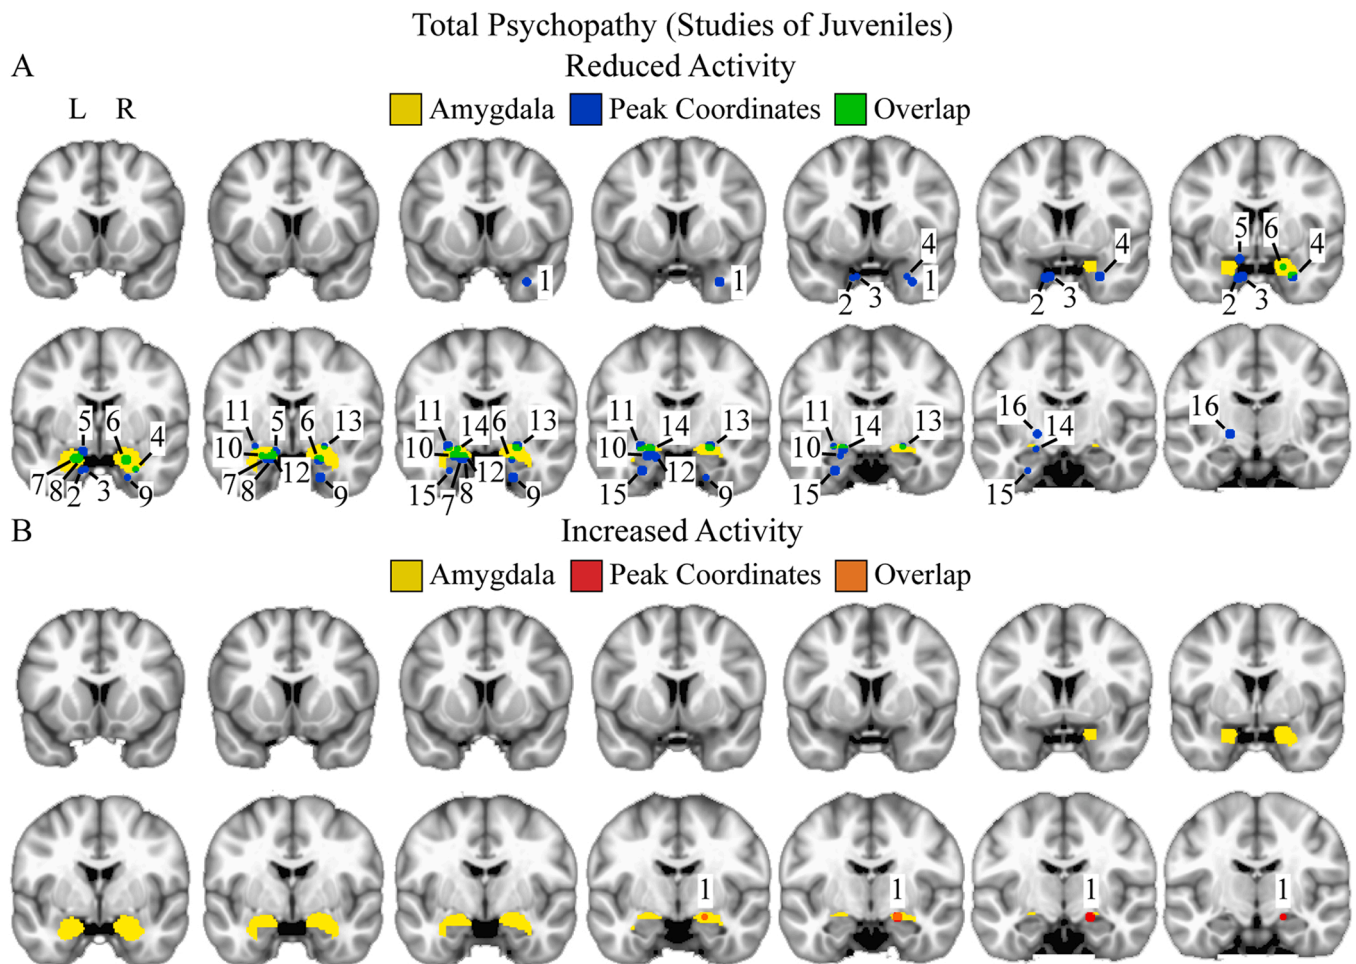 Total Psychopathy (Studies of Juveniles)
A
Reduced Activity
L R
Amygdala Peak Coordinates Overlap
1
1
4
1
2 3
4
2 3
5 6
4
2 3
5 6 4
7 8 2 3 9
11 5 6 13
10
7 8 12 9
11 14 6 13
10
15 7 8 12 9
11 14 13
10
15 12 9
11 14 13
10
15
16 14
15
16
B
Increased Activity
Amygdala Peak Coordinates Overlap
1
1
1
1